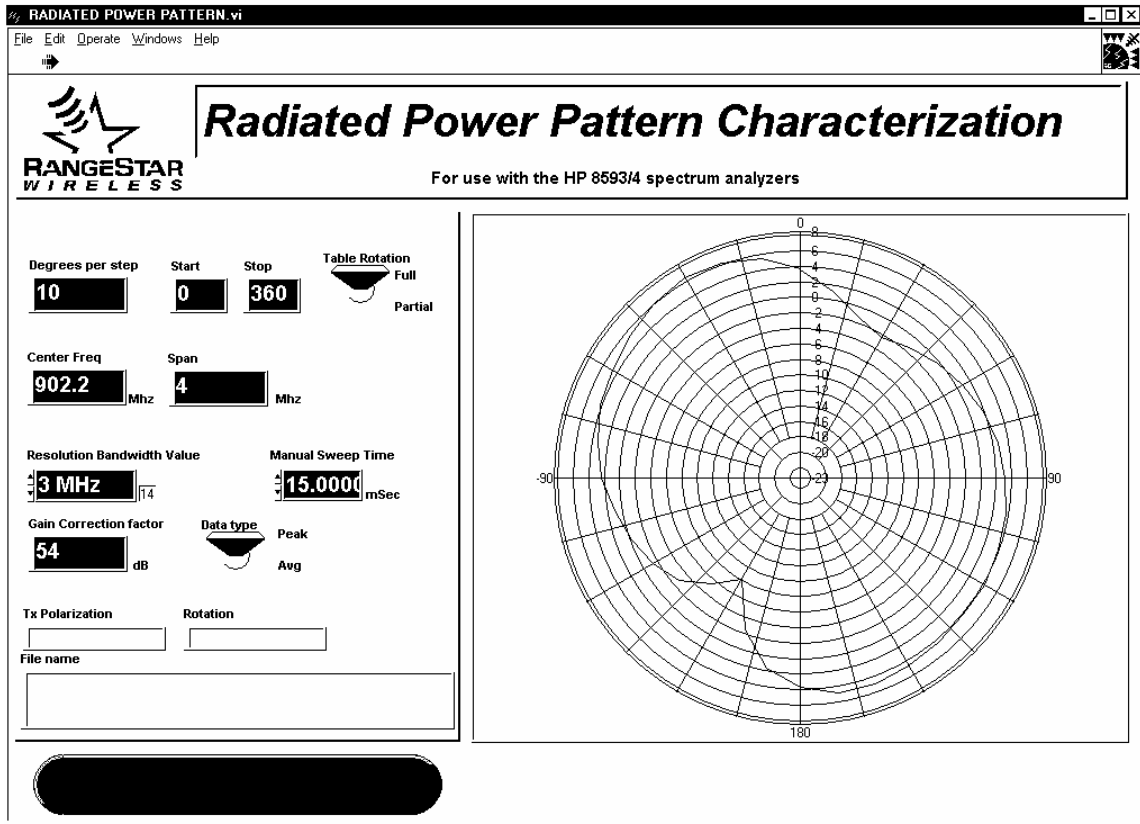 RADIATED POWER PATTERN.vi
File Edit Operate Windows Help
RANGESTAR
WIRELESS
Radiated Power Pattern Characterization
For use with the HP 8593/4 spectrum analyzers
Degrees per step
10
Start
0
Stop
360
Table Rotation
Full
Partial
Center Freq
902.2
Mhz
Span
4
Mhz
Resolution Bandwidth Value
3 MHz
14
Manual Sweep Time
15.000(
mSec
Gain Correction factor
54
dB
Data type
Peak
Avg
Tx Polarization
Rotation
File name
0
8
6
4
2
0
-2
-4
-6
-8
-10
-12
-14
-16
-18
-20
-23
-90
90
180